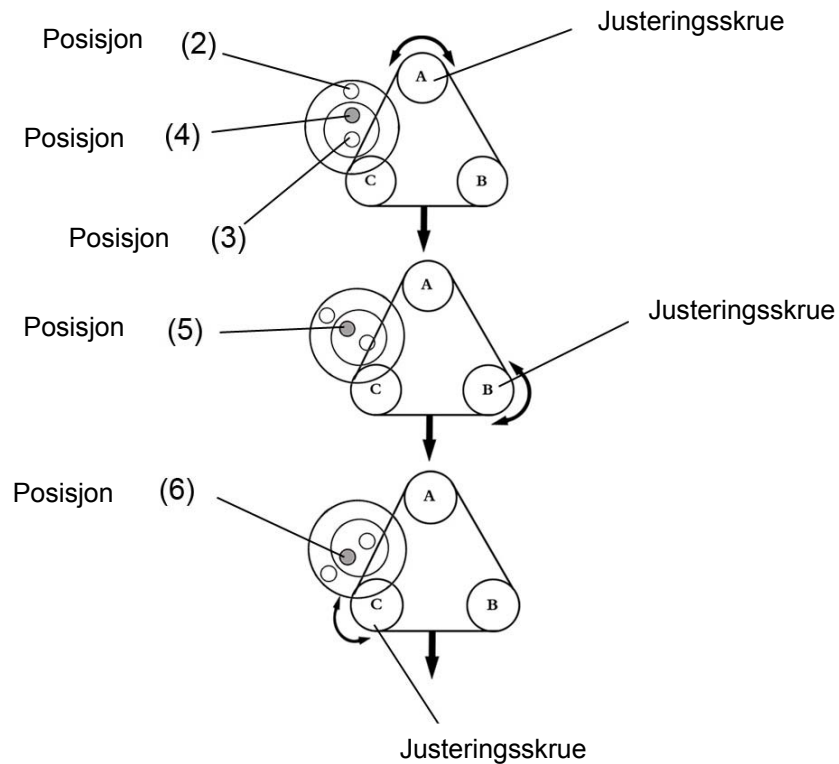 Posisjon (2)
Justeringsskrue
A
Posisjon (4)
C
B
Posisjon (3)
A
Posisjon (5)
Justeringsskrue
C
B
Posisjon (6)
A
C
B
Justeringsskrue